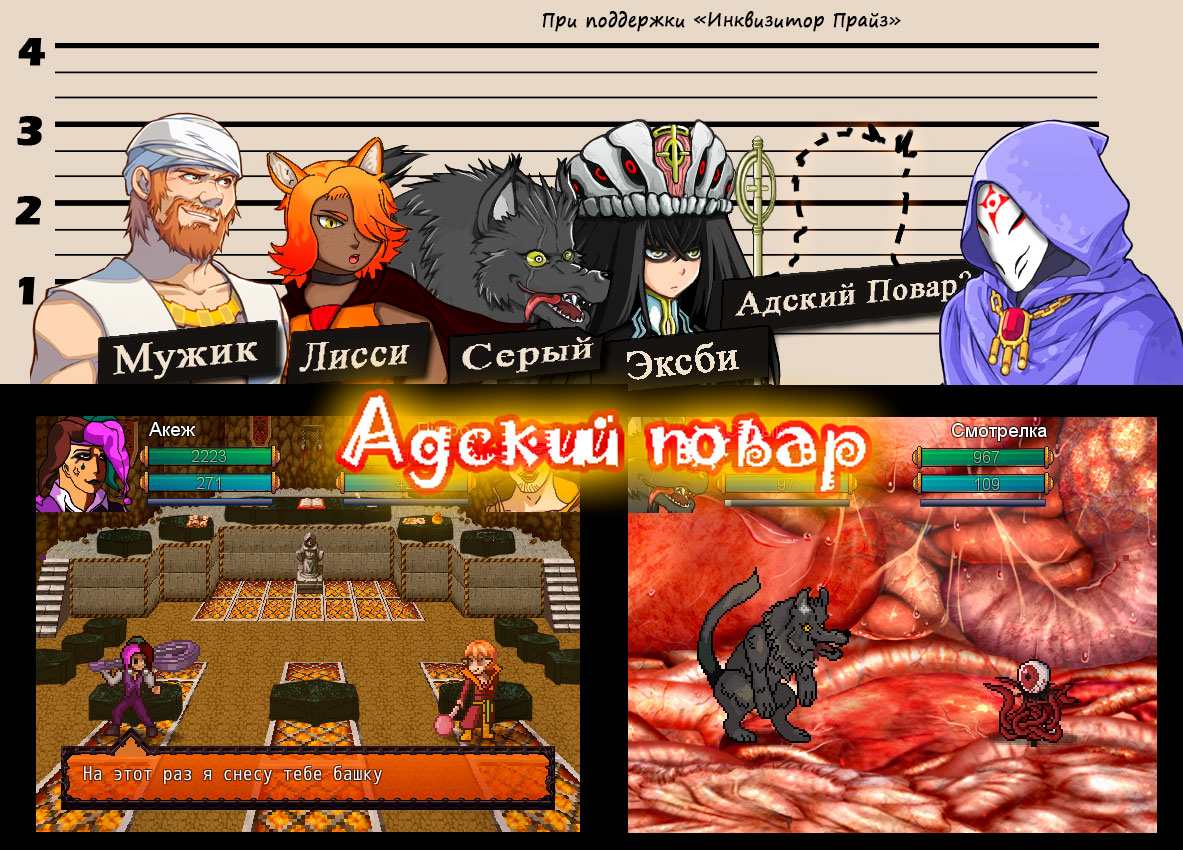 При поддержки «Инквизитор Прайз»
4
3
2
1
Мужик
Лисси
Серый
Эксби
Адский Повар?
Адский повар
Акеж
2223
271
Смотрелка
967
97
109
На этот раз я снесу тебе башку